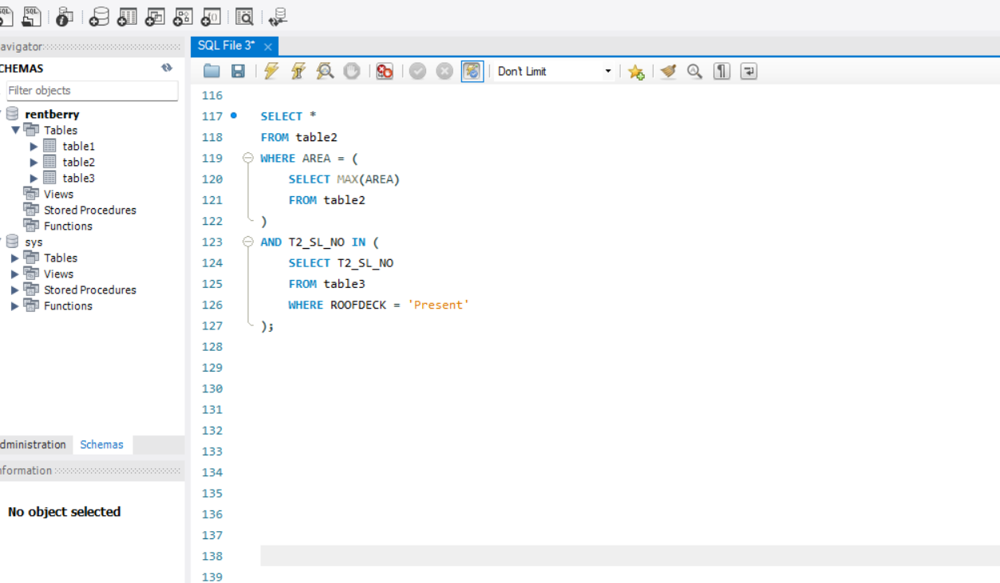 SQL
SQL
avigator
CHEMAS
Filter objects
rentberry
Tables
table1
table2
table3
Views
Stored Procedures
Functions
sys
Tables
Views
Stored Procedures
Functions
dministration Schemas
nformation
No object selected
SQL File 3* ×
Don't Limit
116
117 SELECT *
118 FROM table2
119 WHERE AREA = (
120 SELECT MAX(AREA)
121 FROM table2
122 )
123 AND T2_SL_NO IN (
124 SELECT T2_SL_NO
125 FROM table3
126 WHERE ROOFDECK = 'Present'
127 );
128
129
130
131
132
133
134
135
136
137
138
139